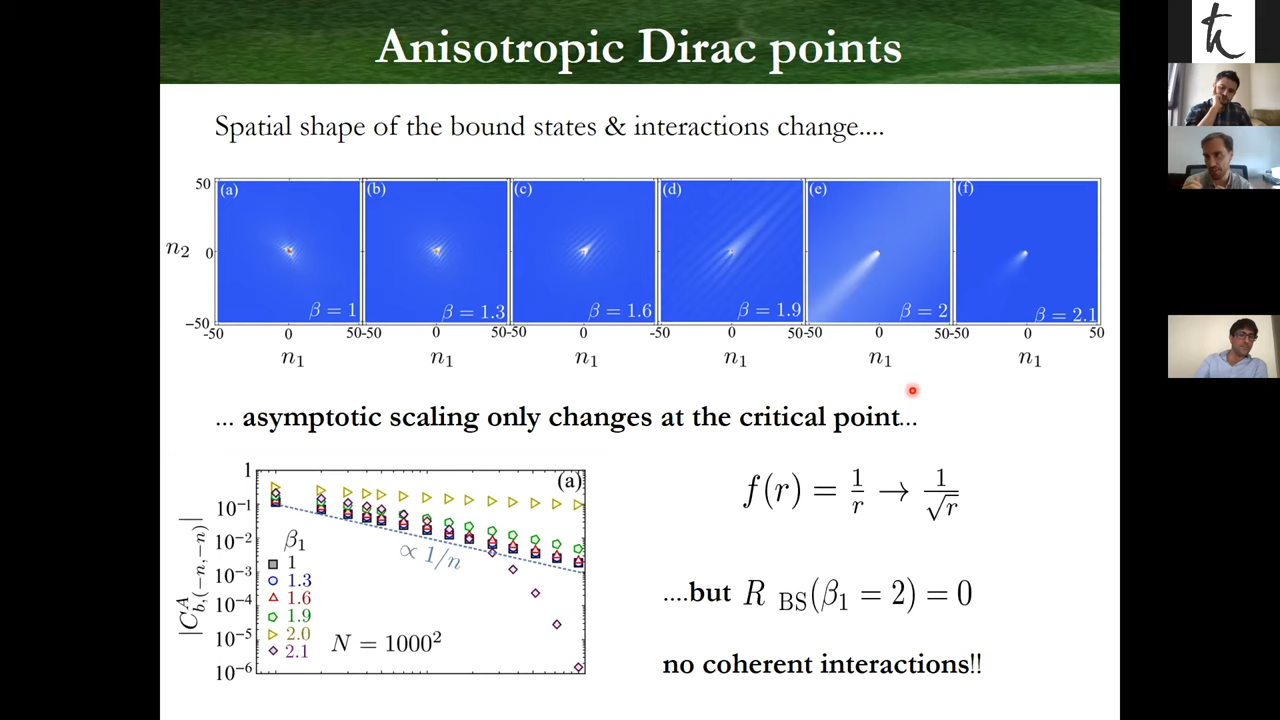 Anisotropic Dirac points
Spatial shape of the bound states & interactions change....
(a) (b) (c) (d) (e) (f)
50
n₂ 0
-50
β = 1 β = 1.3 β = 1.6 β = 1.9 β = 2 β = 2.1
-50 0 50-50 0 50-50 0 50-50 0 50-50 0 50-50 0 50
n₁ n₁ n₁ n₁ n₁ n₁
... asymptotic scaling only changes at the critical point...
(a)
1
10⁻¹
10⁻²
10⁻³
10⁻⁴
10⁻⁵
10⁻⁶
|C^A_{b,(−n,−n)}|
∝ 1/n
β₁
1
1.3
1.6
1.9
2.0
2.1
N = 1000²
f(r) = 1/r → 1/√r
....but R BS(β₁ = 2) = 0
no coherent interactions!!